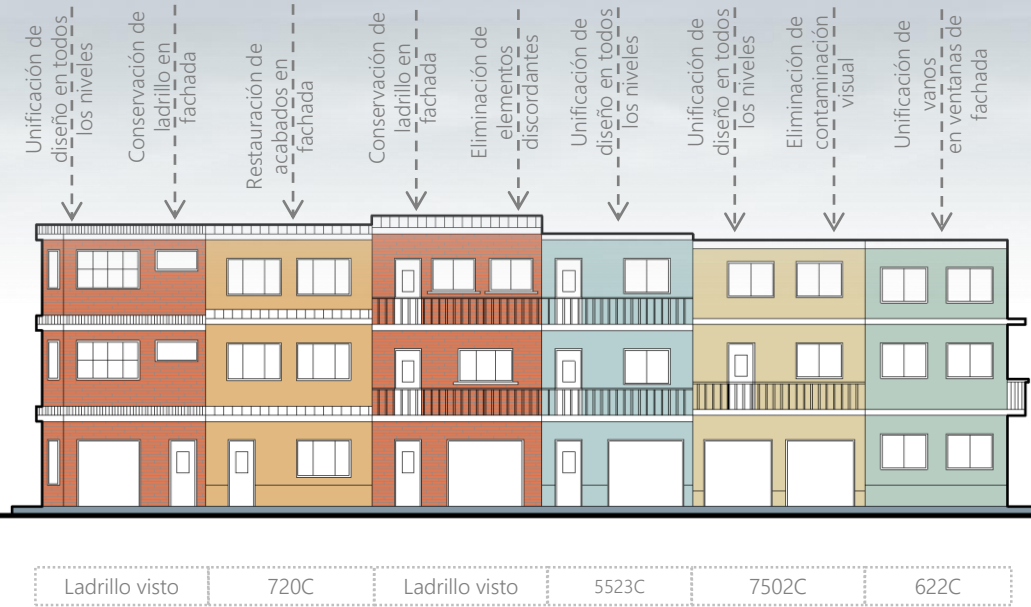 Unificación de
diseño en todos
los niveles
Conservación de
ladrillo en
fachada
Restauración de
acabados en
fachada
Conservación de
ladrillo en
fachada
Eliminación de
elementos
discordantes
Unificación de
diseño en todos
los niveles
Unificación de
diseño en todos
los niveles
Eliminación de
contaminación
visual
Unificación de
vanos
en ventanas de
fachada
Ladrillo visto
720C
Ladrillo visto
5523C
7502C
622C